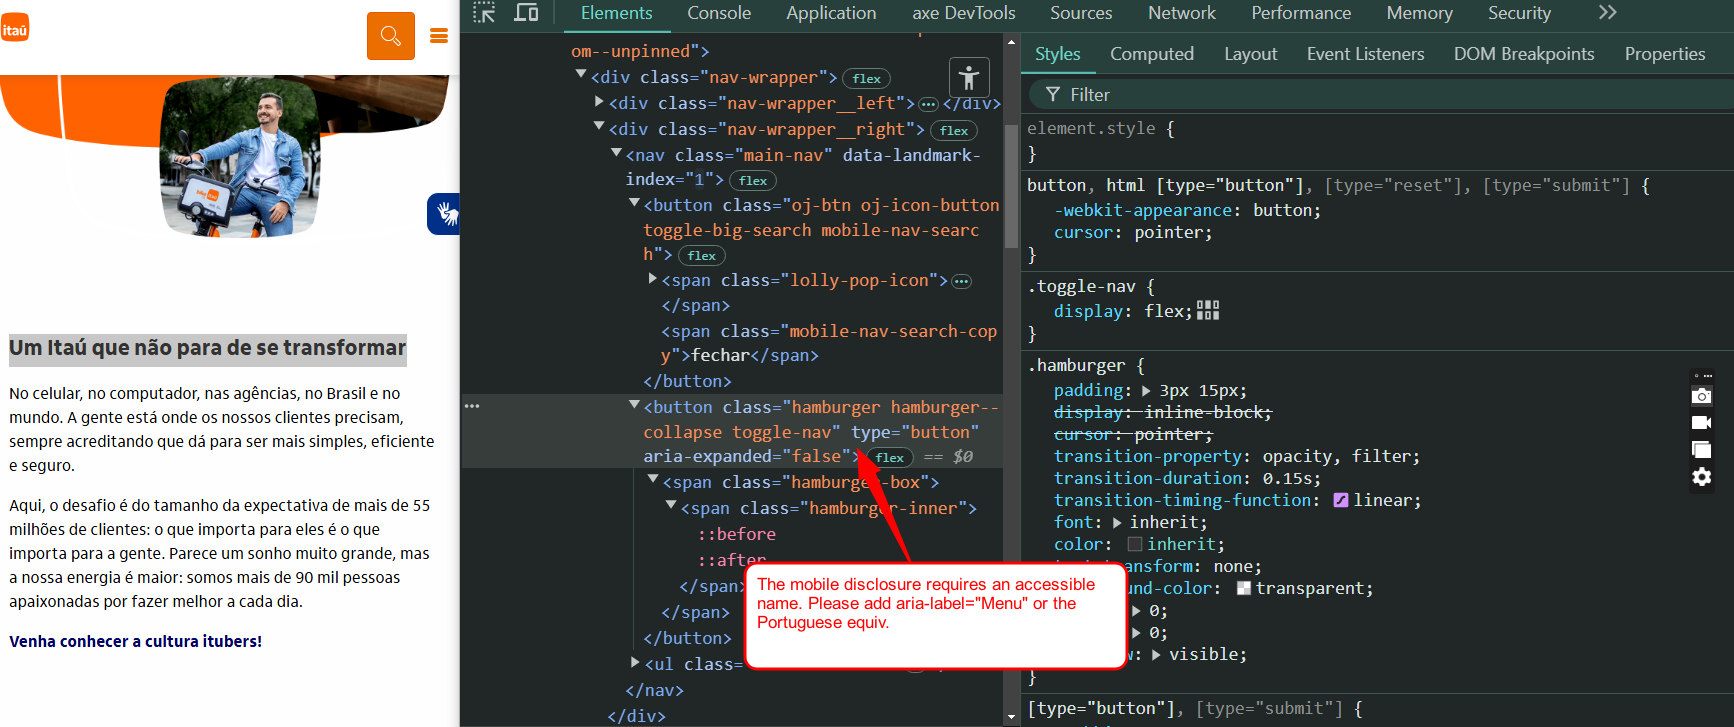 itaú
Um Itaú que não para de se transformar
No celular, no computador, nas agências, no Brasil e no
mundo. A gente está onde os nossos clientes precisam,
sempre acreditando que dá para ser mais simples, eficiente
e seguro.
Aqui, o desafio é do tamanho da expectativa de mais de 55
milhões de clientes: o que importa para eles é o que
importa para a gente. Parece um sonho muito grande, mas
a nossa energia é maior: somos mais de 90 mil pessoas
apaixonadas por fazer melhor a cada dia.
Venha conhecer a cultura itubers!
Elements Console Application axe DevTools Sources Network Performance Memory Security
om--unpinned">
<div class="nav-wrapper"> flex
<div class="nav-wrapper__left"> … </div>
<div class="nav-wrapper__right"> flex
<nav class="main-nav" data-landmark-
index="1"> flex
<button class="oj-btn oj-icon-button
toggle-big-search mobile-nav-searc
h"> flex
<span class="lolly-pop-icon"> …
</span>
<span class="mobile-nav-search-cop
y">fechar</span>
</button>
<button class="hamburger hamburger--
collapse toggle-nav" type="button"
aria-expanded="false"> flex == $0
<span class="hamburger-box">
<span class="hamburger-inner">
::before
::after
</span>
</span>
</button>
<ul class=
</nav>
</div>
The mobile disclosure requires an accessible
name. Please add aria-label="Menu" or the
Portuguese equiv.
Styles Computed Layout Event Listeners DOM Breakpoints Properties
Filter
element.style {
}
button, html [type="button"], [type="reset"], [type="submit"] {
-webkit-appearance: button;
cursor: pointer;
}
.toggle-nav {
display: flex;
}
.hamburger {
padding: 3px 15px;
display: inline-block;
cursor: pointer;
transition-property: opacity, filter;
transition-duration: 0.15s;
transition-timing-function: linear;
font: inherit;
color: inherit;
ansform: none;
und-color: transparent;
0;
0;
w: visible;
}
[type="button"], [type="submit"] {